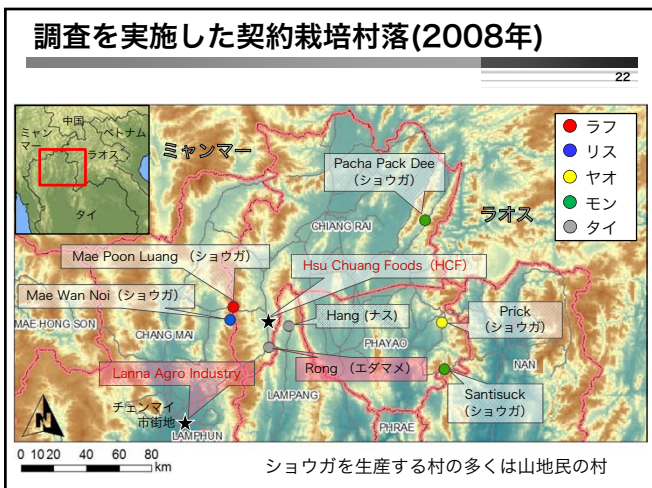 調査を実施した契約栽培村落(2008年)
22
中国
ミャン
マー
ベトナム
ラオス
タイ
ミャンマー
ラオス
ラフ
リス
ヤオ
モン
タイ
Pacha Pack Dee
（ショウガ）
CHIANG RAI
Mae Poon Luang （ショウガ）
Hsu Chuang Foods（HCF）
Mae Wan Noi（ショウガ）
Hang (ナス)
Prick
（ショウガ）
MAE-HONG SON
CHANG MAI
PHAYAO
NAN
Lanna Agro Industry
LAMPANG
Rong（エダマメ）
Santisuck
（ショウガ）
チェンマイ
市街地
LAMPHUN
PHRAE
N
0 10 20 40 60 80
km
ショウガを生産する村の多くは山地民の村